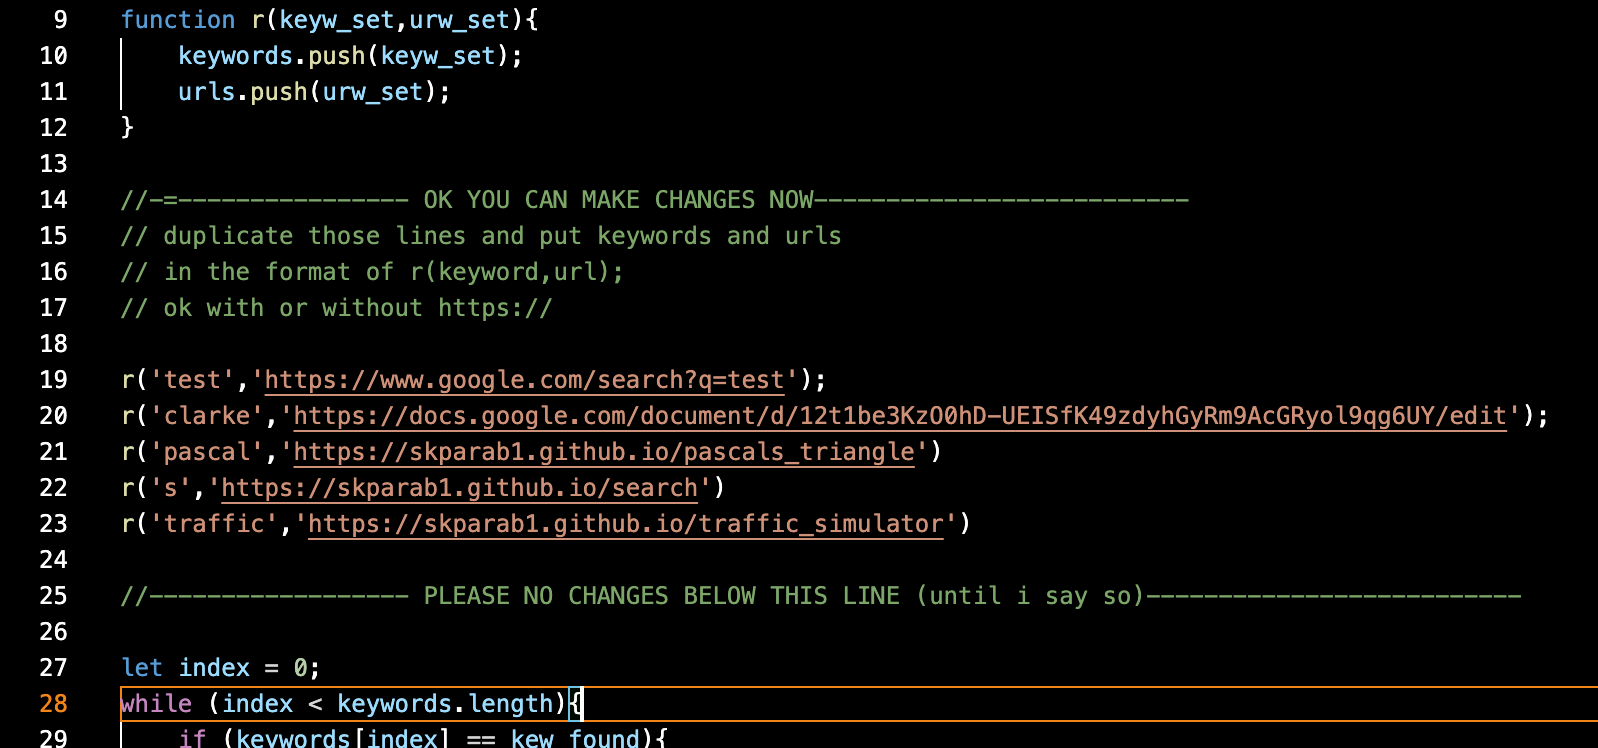 9 function r(keyw_set,urw_set){
10 keywords.push(keyw_set);
11 urls.push(urw_set);
12 }
13
14 //-=---------------- OK YOU CAN MAKE CHANGES NOW--------------------------
15 // duplicate those lines and put keywords and urls
16 // in the format of r(keyword,url);
17 // ok with or without https://
18
19 r('test','https://www.google.com/search?q=test');
20 r('clarke','https://docs.google.com/document/d/12t1be3KzO0hD-UEISfK49zdyhGyRm9AcGRyol9qg6UY/edit');
21 r('pascal','https://skparab1.github.io/pascals_triangle')
22 r('s','https://skparab1.github.io/search')
23 r('traffic','https://skparab1.github.io/traffic_simulator')
24
25 //------------------ PLEASE NO CHANGES BELOW THIS LINE (until i say so)--------------------------
26
27 let index = 0;
28 while (index < keywords.length){
29 if (keywords[index] == kew_found){